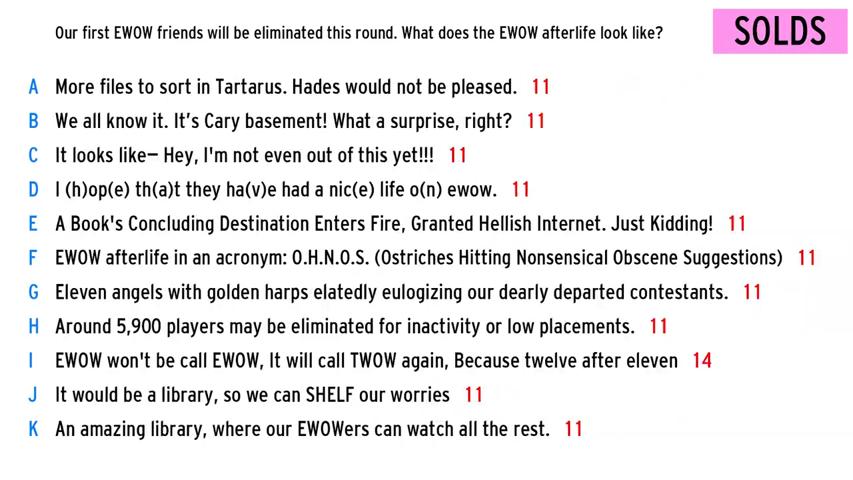 Our first EWOW friends will be eliminated this round. What does the EWOW afterlife look like?
SOLDS
A More files to sort in Tartarus. Hades would not be pleased. 11
B We all know it. It’s Cary basement! What a surprise, right? 11
C It looks like— Hey, I'm not even out of this yet!!! 11
D I (h)op(e) th(a)t they ha(v)e had a nic(e) life o(n) ewow. 11
E A Book's Concluding Destination Enters Fire, Granted Hellish Internet. Just Kidding! 11
F EWOW afterlife in an acronym: O.H.N.O.S. (Ostriches Hitting Nonsensical Obscene Suggestions) 11
G Eleven angels with golden harps elatedly eulogizing our dearly departed contestants. 11
H Around 5,900 players may be eliminated for inactivity or low placements. 11
I EWOW won't be call EWOW, It will call TWOW again, Because twelve after eleven 14
J It would be a library, so we can SHELF our worries 11
K An amazing library, where our EWOWers can watch all the rest. 11